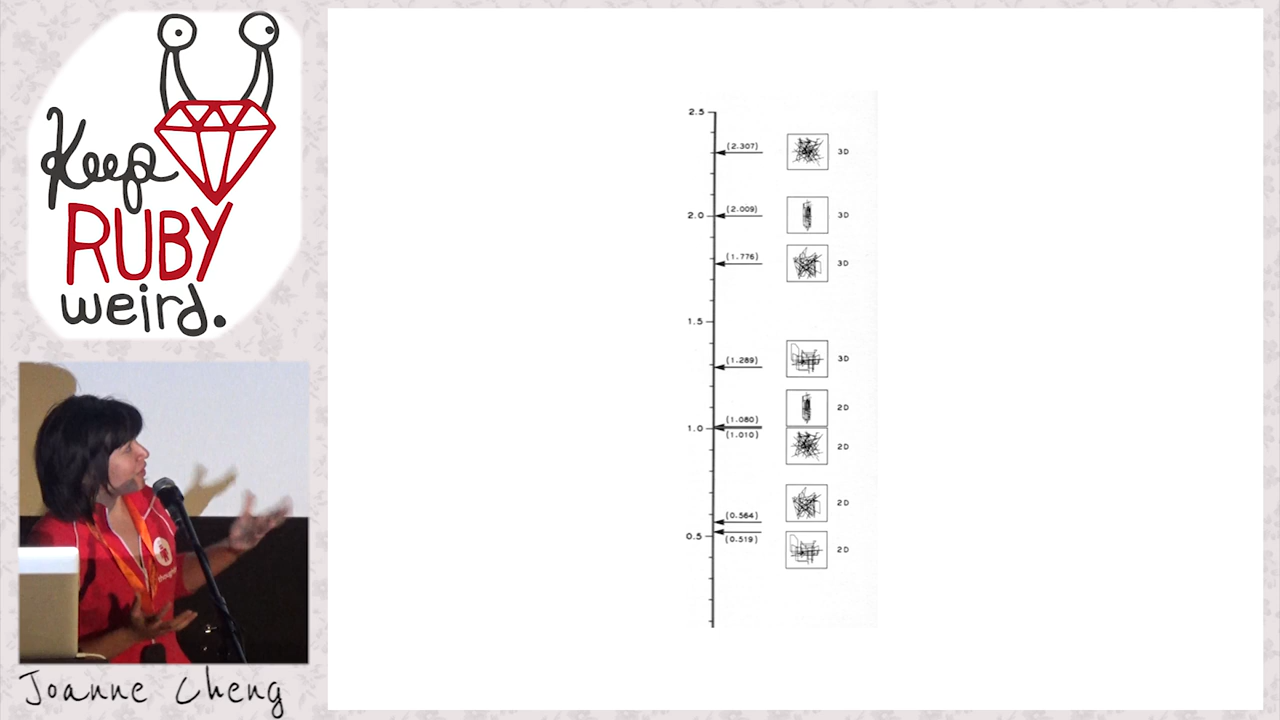 Keep
RUBY
weird.
2.5
(2.307)
3D
(2.009)
2.0
3D
(1.776)
3D
1.5
(1.289)
3D
(1.080)
2D
1.0
(1.010)
2D
(0.564)
2D
0.5
(0.519)
2D
Joanne Cheng